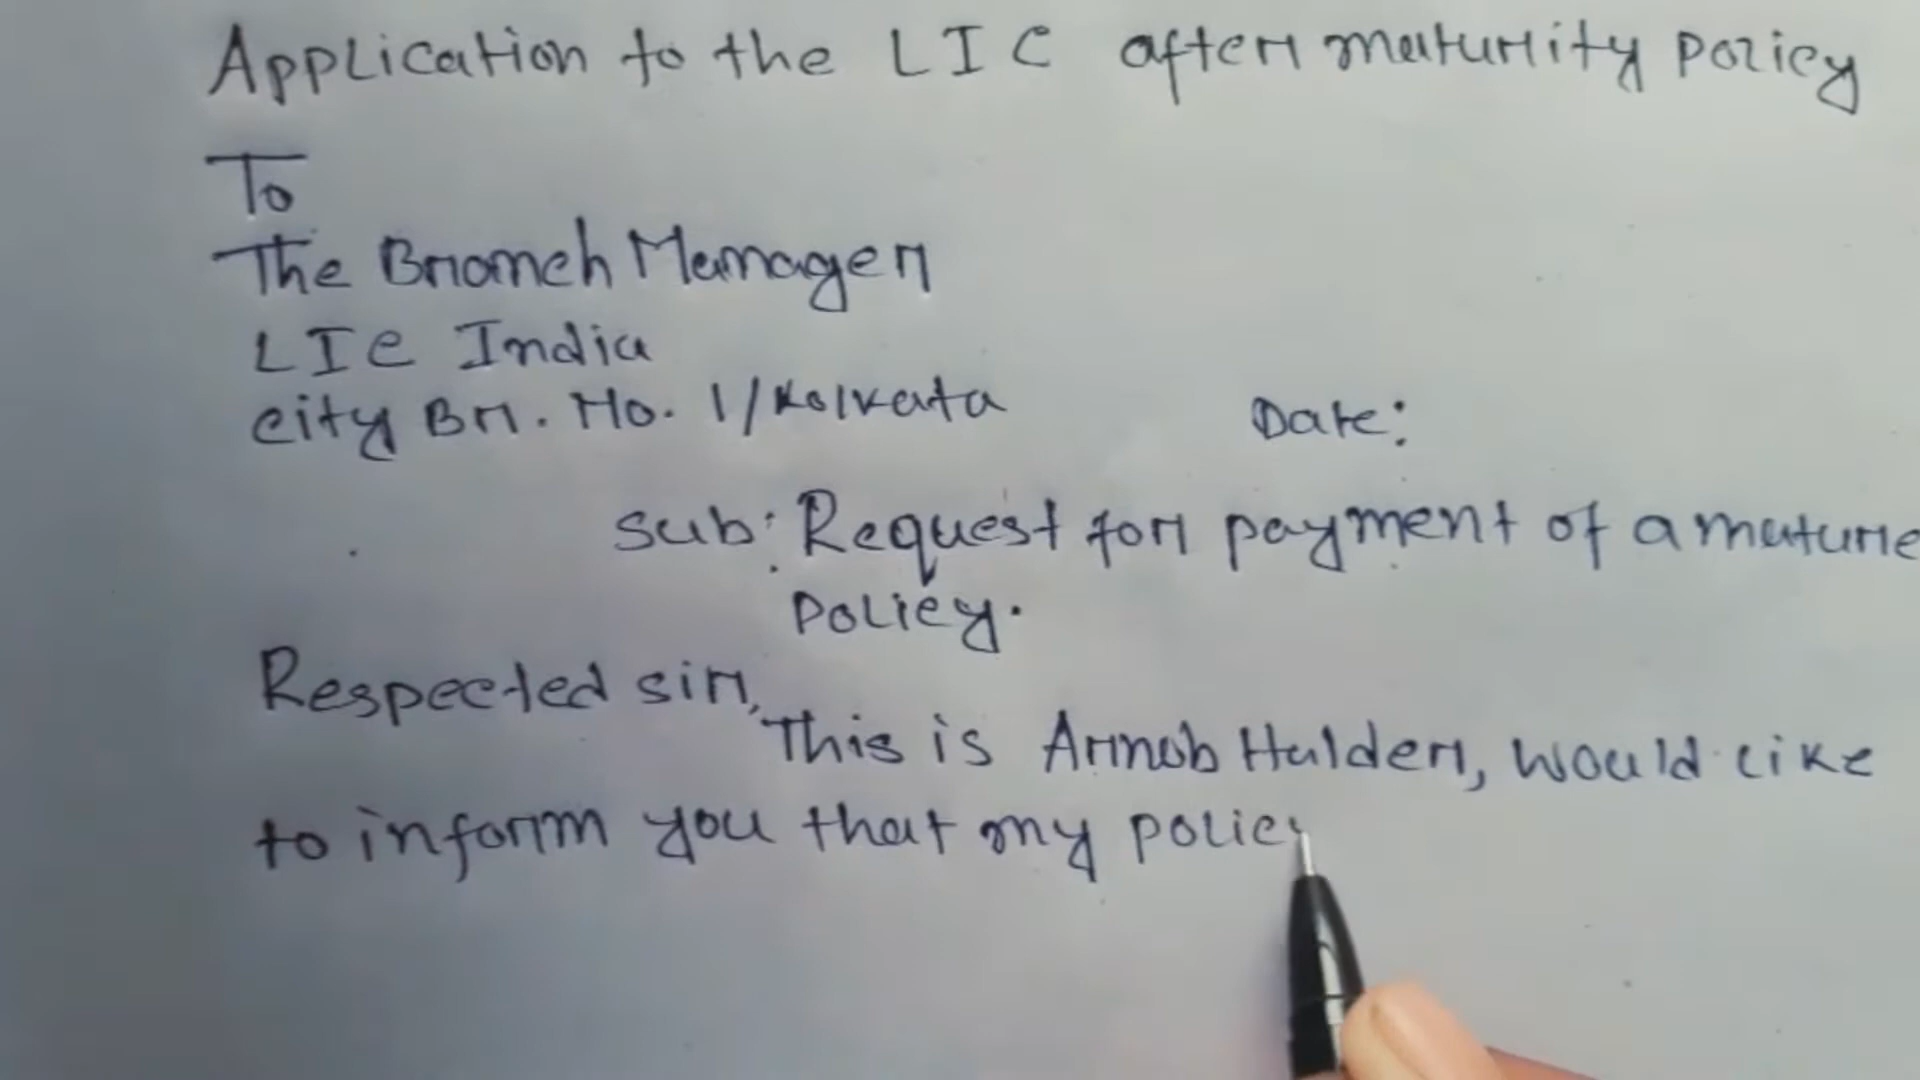 Application to the LIC after maturity policy
To
The Branch Manager
LIC India
city Br. No. 1/Kolkata Date:
Sub: Request for payment of a mature
policy.
Respected sir,
This is Arnab Halder, would like
to inform you that my policy